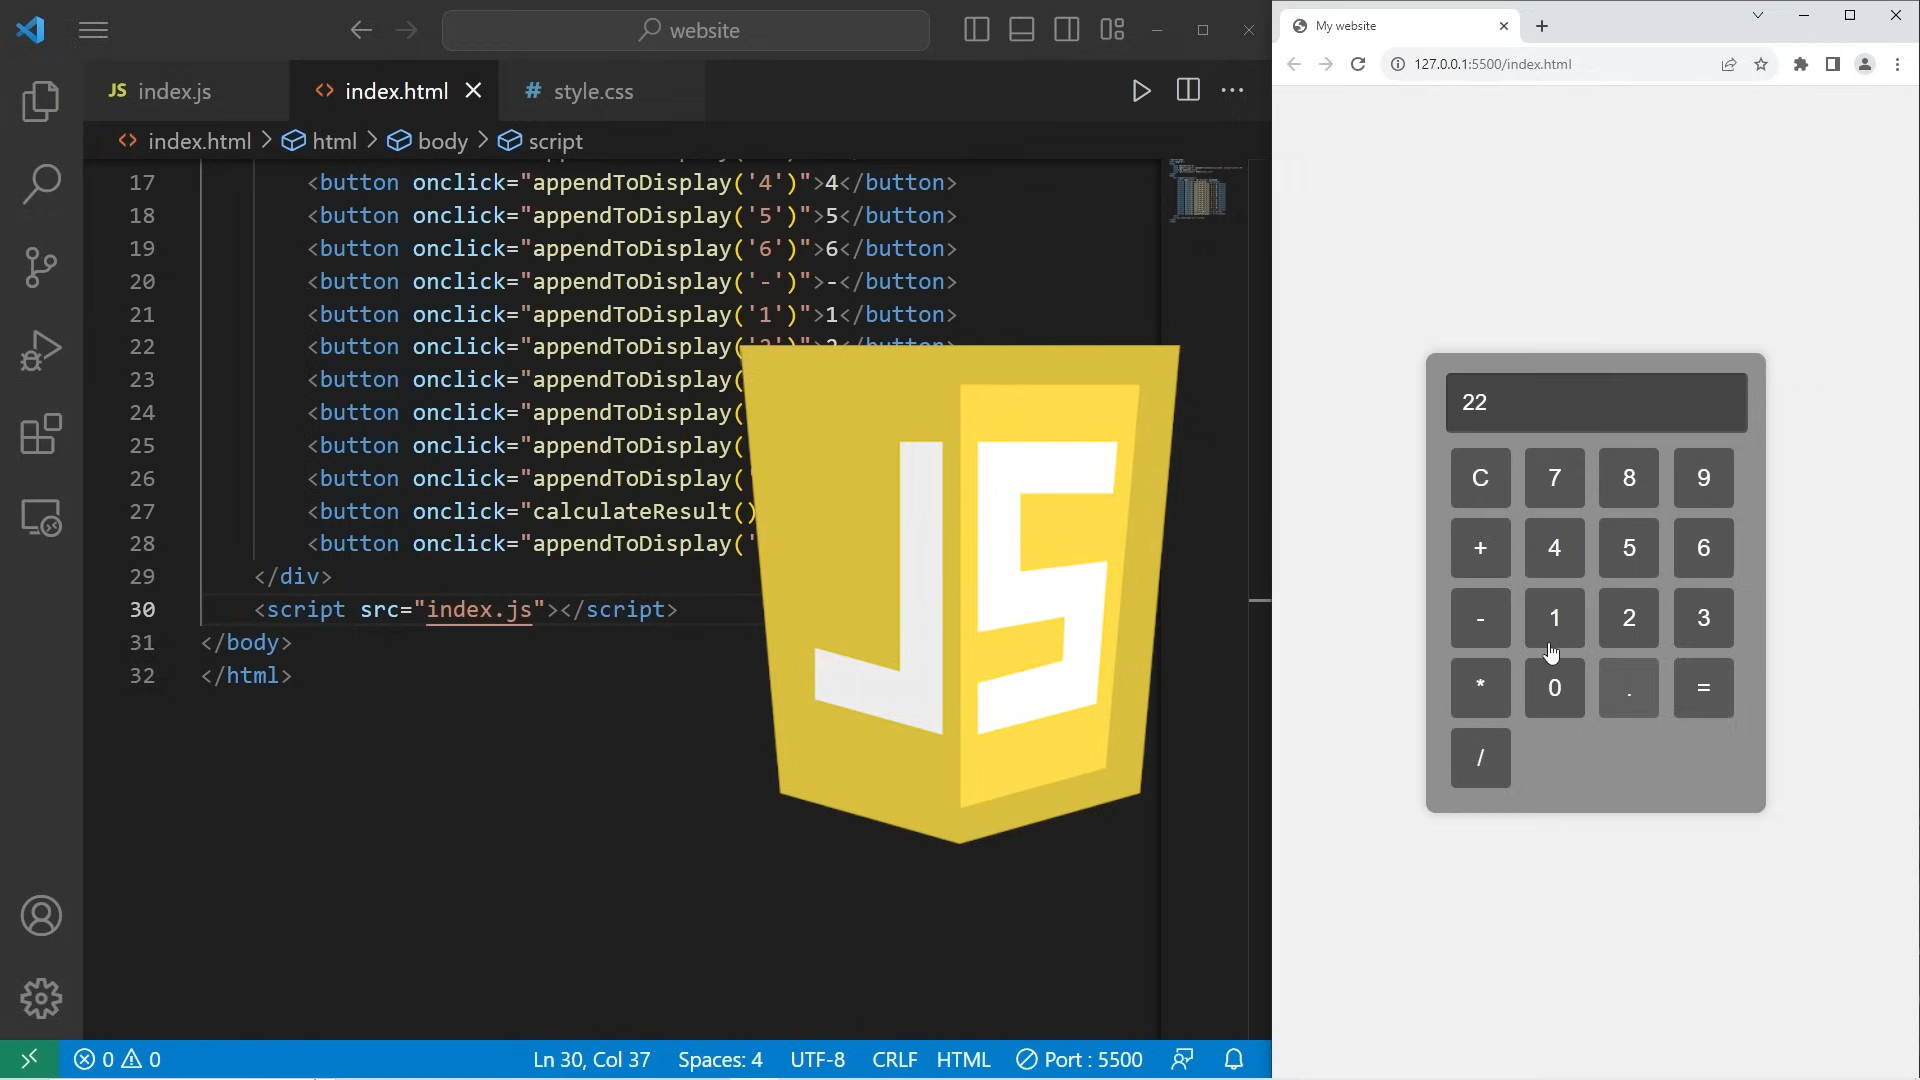 website
JS index.js
<> index.html
# style.css
<> index.html > html > body > script
17 <button onclick="appendToDisplay('4')">4</button>
18 <button onclick="appendToDisplay('5')">5</button>
19 <button onclick="appendToDisplay('6')">6</button>
20 <button onclick="appendToDisplay('-')">-</button>
21 <button onclick="appendToDisplay('1')">1</button>
22 <button onclick="appendToDisplay(
23 <button onclick="appendToDisplay(
24 <button onclick="appendToDisplay(
25 <button onclick="appendToDisplay(
26 <button onclick="appendToDisplay('
27 <button onclick="calculateResult()
28 <button onclick="appendToDisplay('
29 </div>
30 <script src="index.js"></script>
31 </body>
32 </html>
JS
0 0
Ln 30, Col 37
Spaces: 4
UTF-8
CRLF
HTML
Port : 5500
My website
127.0.0.1:5500/index.html
22
C 7 8 9
+ 4 5 6
- 1 2 3
* 0 . =
/